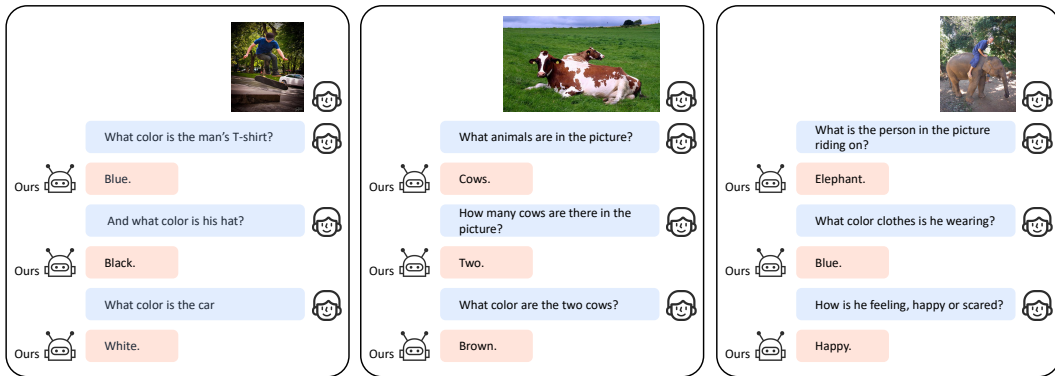 What color is the man's T-shirt?
Ours
Blue.
And what color is his hat?
Ours
Black.
What color is the car
Ours
White.
What animals are in the picture?
Ours
Cows.
How many cows are there in the
picture?
Ours
Two.
What color are the two cows?
Ours
Brown.
What is the person in the picture
riding on?
Ours
Elephant.
What color clothes is he wearing?
Ours
Blue.
How is he feeling, happy or scared?
Ours
Happy.